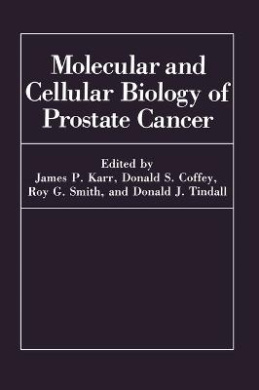 Molecular and
Cellular Biology of
Prostate Cancer
Edited by
James P. Karr, Donald S. Coffey,
Roy G. Smith, and Donald J. Tindall